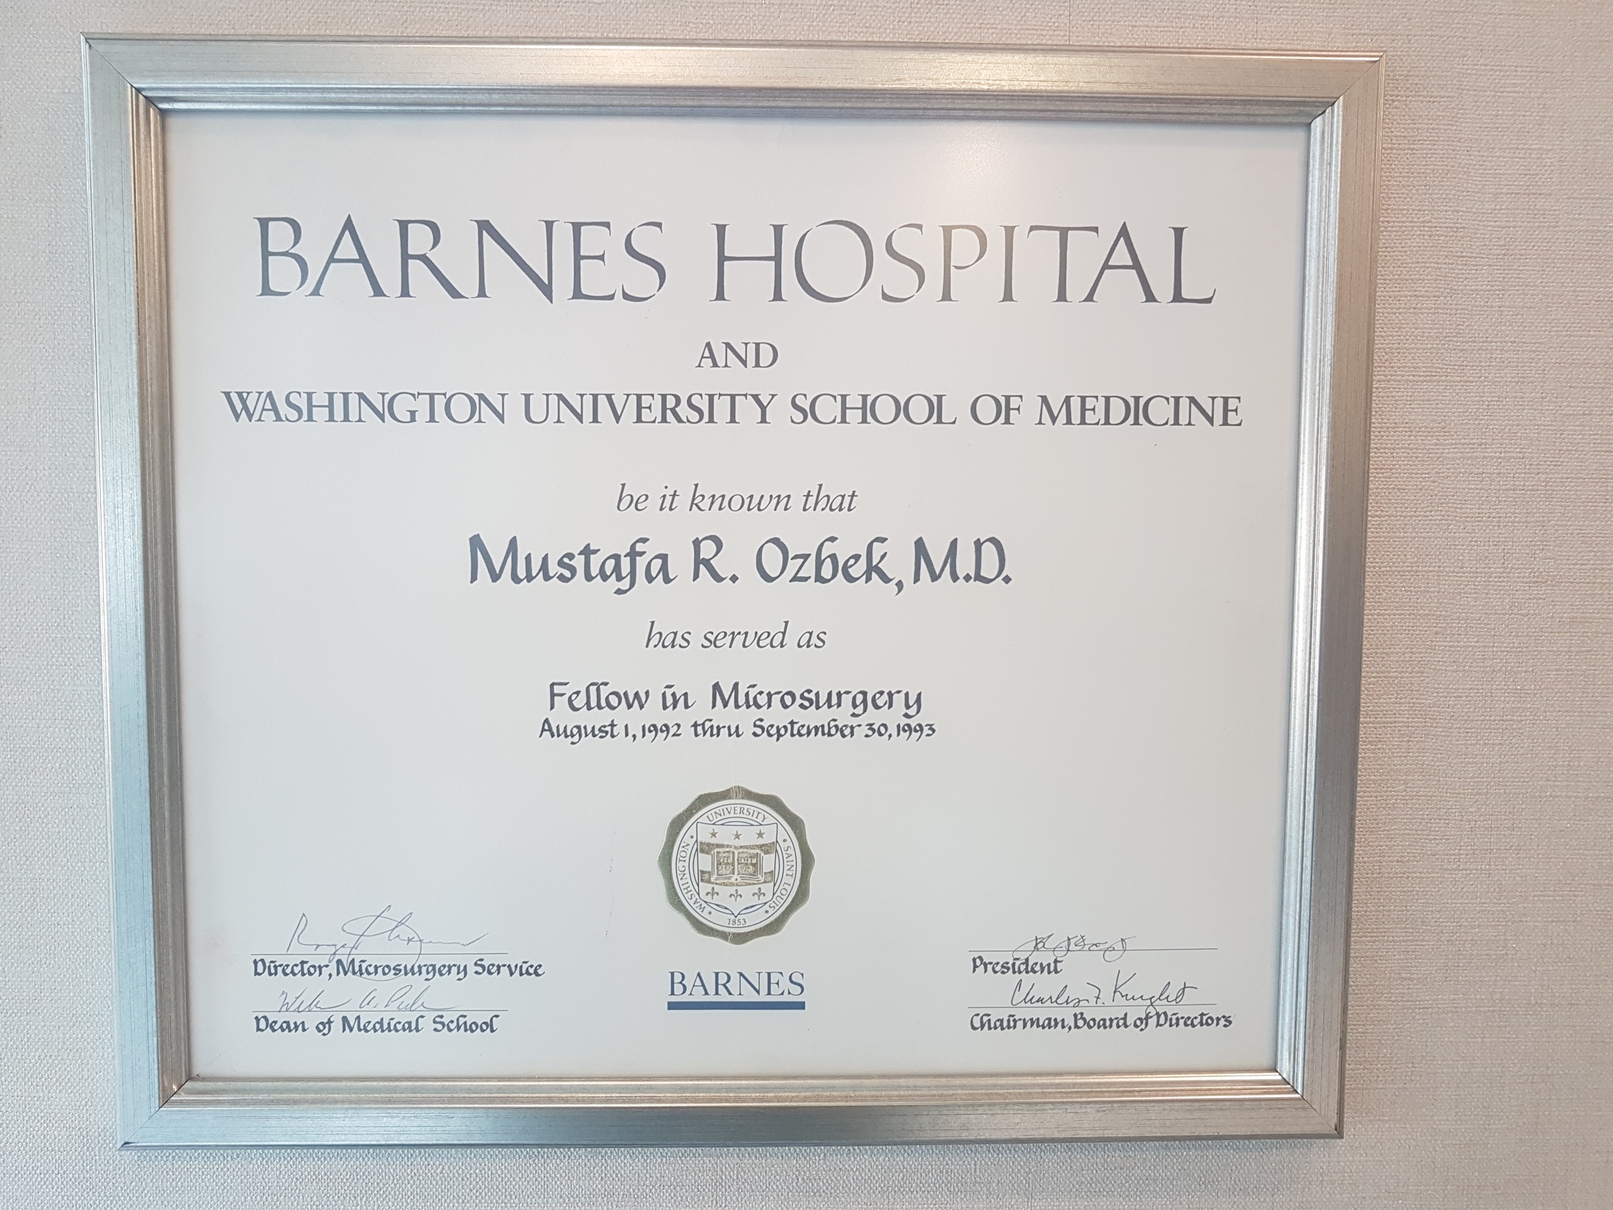 BARNES HOSPITAL
AND
WASHINGTON UNIVERSITY SCHOOL OF MEDICINE
be it known that
Mustafa R. Ozbek, M.D.
has served as
Fellow in Microsurgery
August 1, 1992 thru September 30, 1993
WASHINGTON · UNIVERSITY · SAINT LOUIS ·
1853
BARNES
Director, Microsurgery Service
Dean of Medical School
President
Charles F. Knight
Chairman, Board of Directors